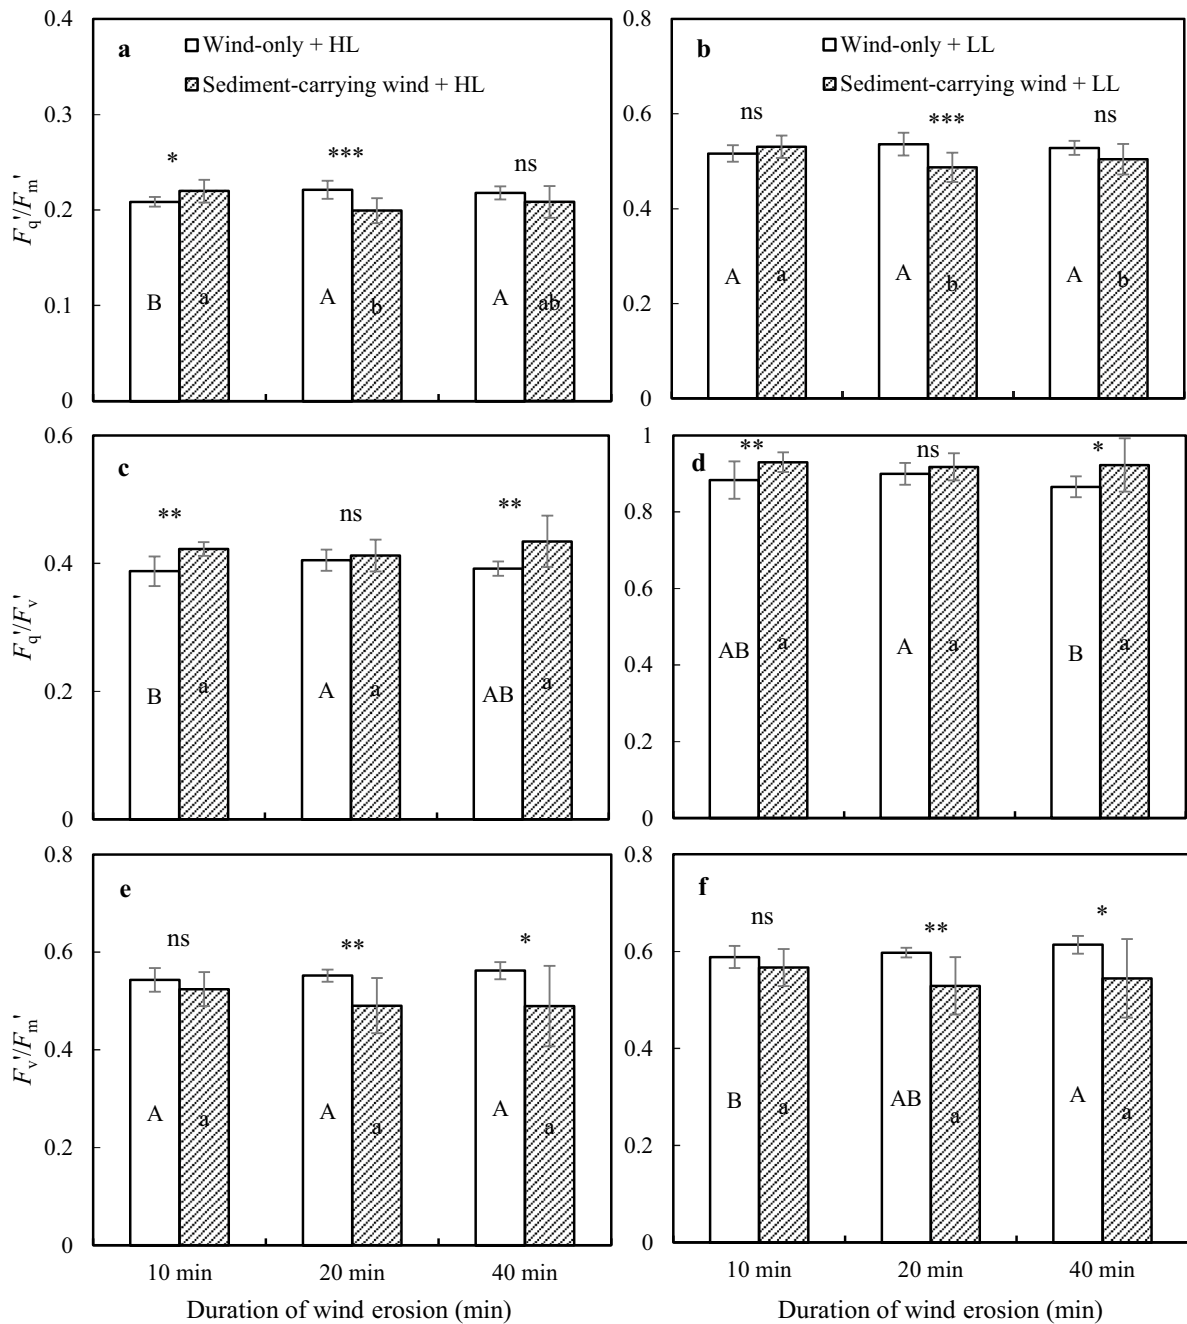 0.4
a
Wind-only + HL
Sediment-carrying wind + HL
0.3
0.2
0.1
0
Fq'/Fm'
*
***
ns
B
a
A
b
A
ab
0.8
b
Wind-only + LL
Sediment-carrying wind + LL
0.6
0.4
0.2
0
ns
***
ns
A
a
A
b
A
b
0.6
c
0.4
0.2
0
Fq'/Fv'
**
ns
**
B
a
A
a
AB
a
1
d
0.8
0.6
0.4
0.2
0
**
ns
*
AB
a
A
a
B
a
0.8
e
0.6
0.4
0.2
0
Fv'/Fm'
ns
**
*
A
a
A
a
A
a
10 min
20 min
40 min
Duration of wind erosion (min)
0.8
f
0.6
0.4
0.2
0
ns
**
*
B
a
AB
a
A
a
10 min
20 min
40 min
Duration of wind erosion (min)